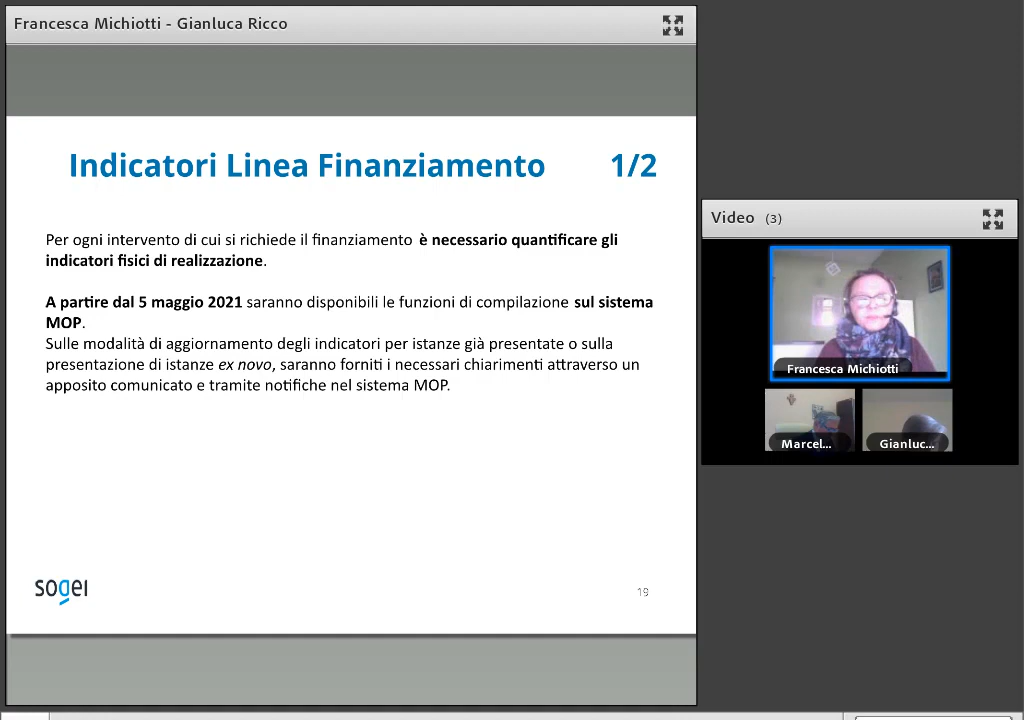 Francesca Michiotti - Gianluca Ricco
Indicatori Linea Finanziamento 1/2
Per ogni intervento di cui si richiede il finanziamento è necessario quantificare gli
indicatori fisici di realizzazione.
A partire dal 5 maggio 2021 saranno disponibili le funzioni di compilazione sul sistema
MOP.
Sulle modalità di aggiornamento degli indicatori per istanze già presentate o sulla
presentazione di istanze ex novo, saranno forniti i necessari chiarimenti attraverso un
apposito comunicato e tramite notifiche nel sistema MOP.
sogei
19
Video (3)
Francesca Michiotti
Marcel...
Gianluc...